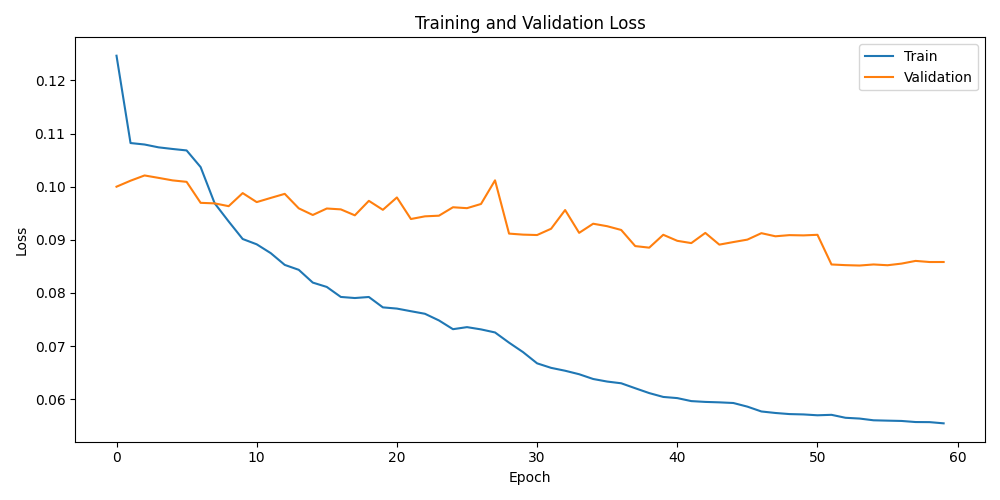 Training and Validation Loss
Train
Validation
Loss
0.12
0.11
0.10
0.09
0.08
0.07
0.06
0 10 20 30 40 50 60
Epoch